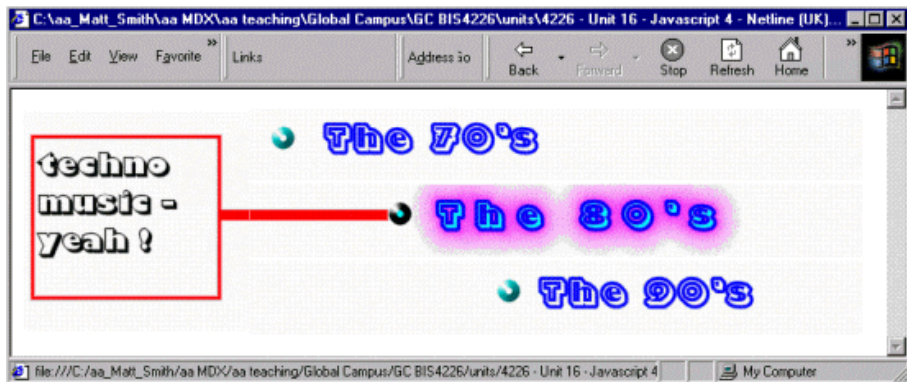 C:\aa_Matt_Smith\aa MDX\aa teaching\Global Campus\GC BIS4226\units\4226 - Unit 16 - Javascript 4 - Netline (UK)...
File Edit View Favorite » Links Address Back Forward Stop Refresh Home »
The 70's
techno
music -
yeah !
The 80's
The 90's
file:///C:/aa_Matt_Smith/aa MDX/aa teaching/Global Campus/GC BIS4226/units/4226 - Unit 16 - Javascript 4 My Computer